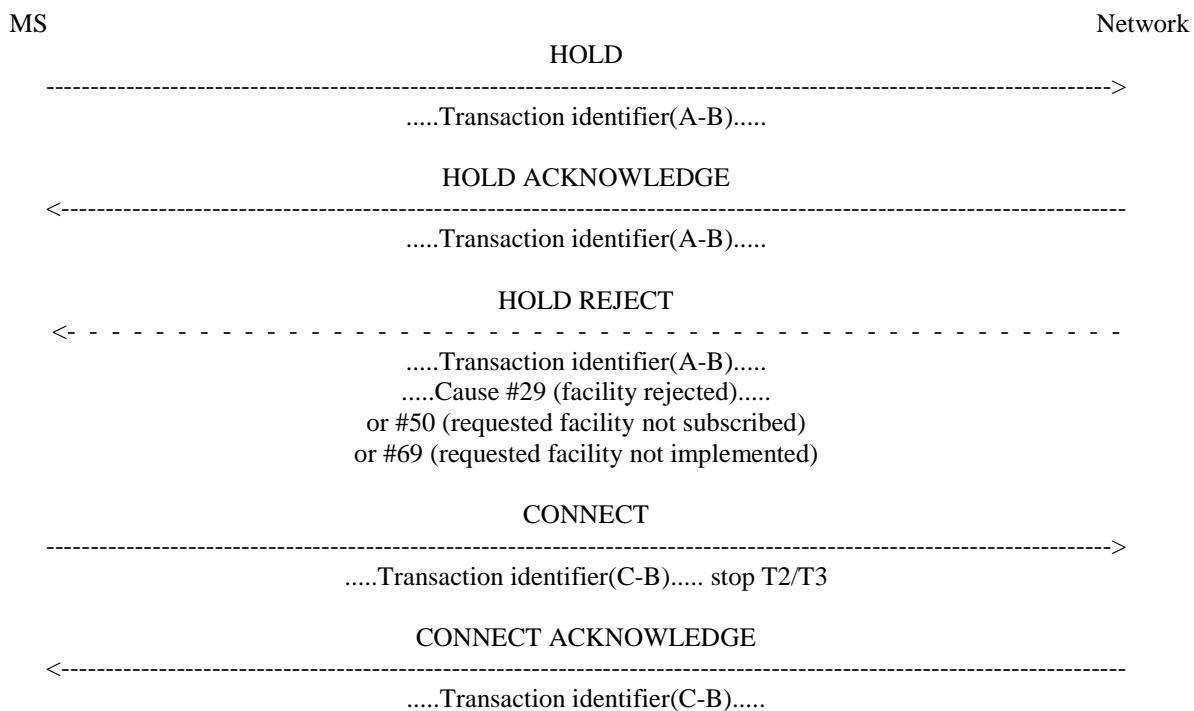 MS Network
HOLD
------------------------------------------------------------------------------------------------------------------------>
.....Transaction identifier(A-B).....
HOLD ACKNOWLEDGE
<------------------------------------------------------------------------------------------------------------------------
.....Transaction identifier(A-B).....
HOLD REJECT
<- - - - - - - - - - - - - - - - - - - - - - - - - - - - - - - - - - - - - - - - - - - - - - - -
.....Transaction identifier(A-B).....
.....Cause #29 (facility rejected).....
or #50 (requested facility not subscribed)
or #69 (requested facility not implemented)
CONNECT
------------------------------------------------------------------------------------------------------------------------>
.....Transaction identifier(C-B)..... stop T2/T3
CONNECT ACKNOWLEDGE
<------------------------------------------------------------------------------------------------------------------------
.....Transaction identifier(C-B).....